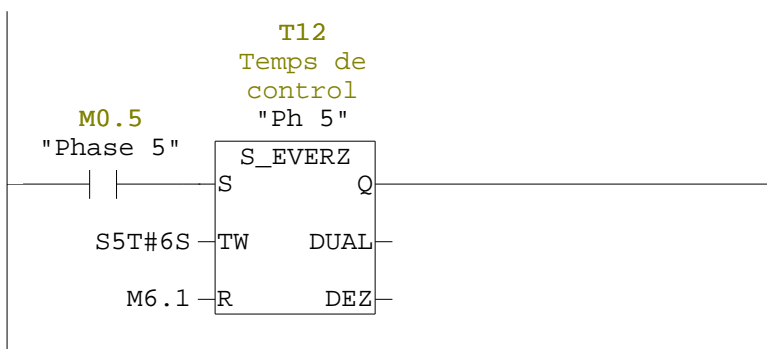 T12
Temps de
control
M0.5
"Ph 5"
"Phase 5"
S_EVERZ
S
Q
S5T#6S
TW
DUAL
M6.1
R
DEZ